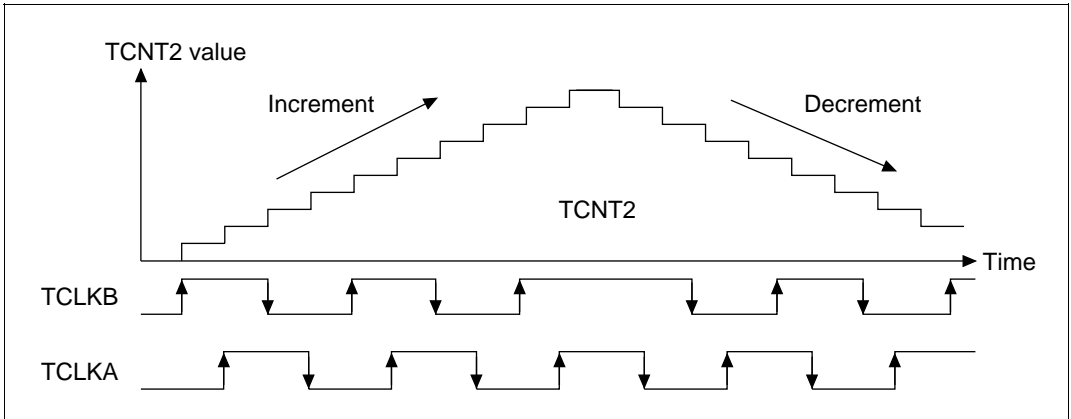 TCNT2 value
Increment
Decrement
TCNT2
Time
TCLKB
TCLKA